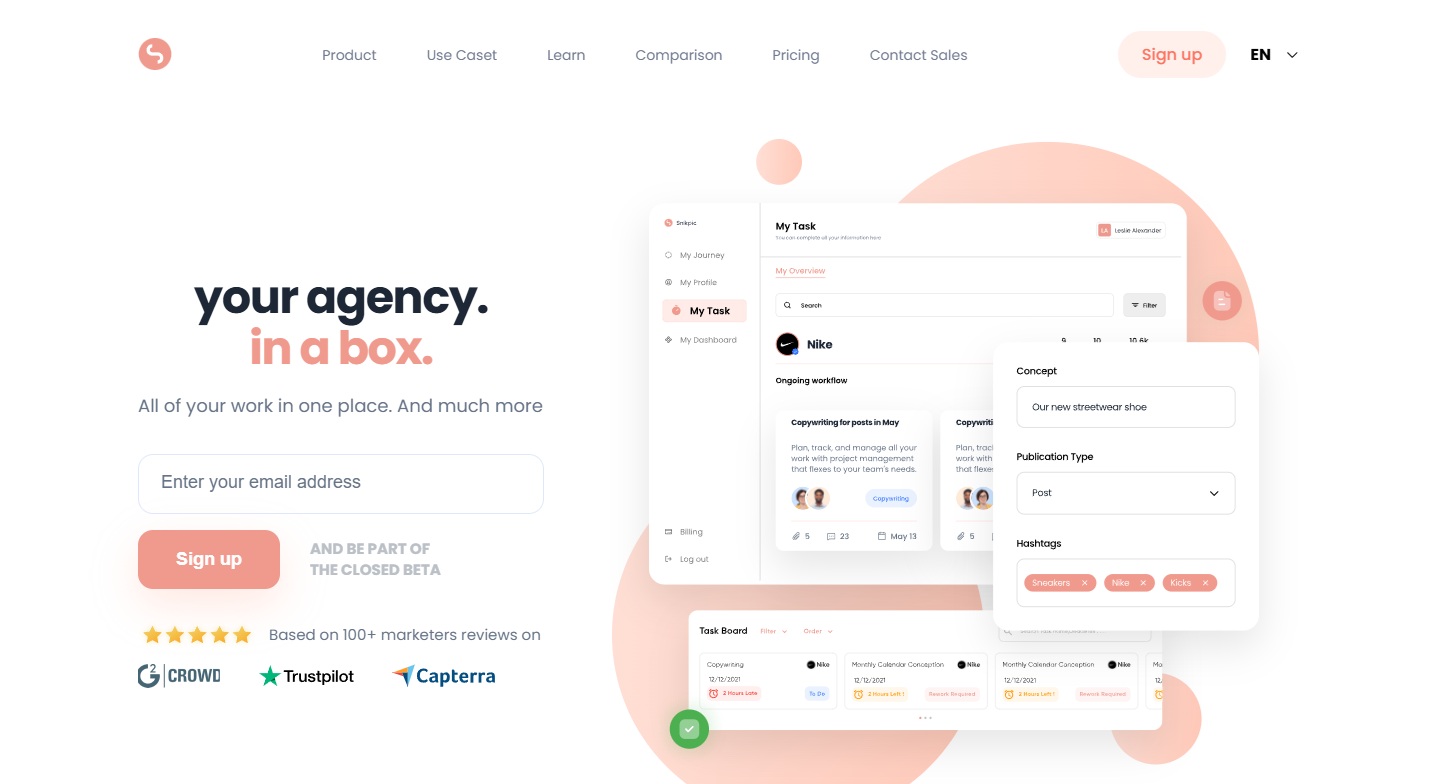 Product
Use Caset
Learn
Comparison
Pricing
Contact Sales
Sign up
EN
your agency.
in a box.
All of your work in one place. And much more
Enter your email address
Sign up
AND BE PART OF
THE CLOSED BETA
Based on 100+ marketers reviews on
G2 CROWD
Trustpilot
Capterra
Snikpic
My Journey
My Profile
My Task
My Dashboard
Billing
Log out
My Task
You can complete all your information here
LA
Leslie Alexander
My Overview
Search
Filter
Nike
9
10
10.6k
Ongoing workflow
Copywriting for posts in May
Plan, track, and manage all your
work with project management
that flexes to your team's needs.
Copywriting
5
23
May 13
Copywriti
Plan, track,
work with
that flexes
5
Concept
Our new streetwear shoe
Publication Type
Post
Hashtags
Sneakers ×
Nike ×
Kicks ×
Task Board
Filter
Order
Copywriting
Nike
12/12/2021
2 Hours Late
To Do
Monthly Calendar Conception
Nike
12/12/2021
2 Hours Left !
Rework Required
Monthly Calendar Conception
Nike
12/12/2021
2 Hours Left !
Rework Required
Mo
12/